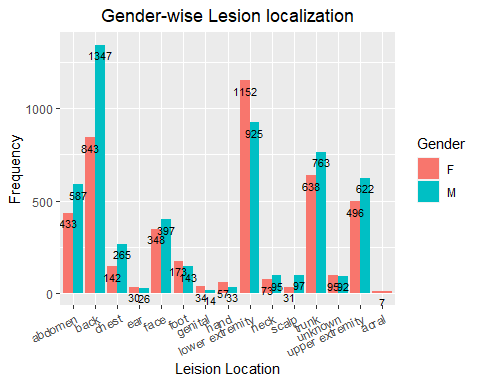 Gender-wise Lesion localization
Frequency
1000
500
0
433
587
843
1347
142
265
30
26
348
397
173
143
34
14
57
33
1152
925
73
95
31
97
638
763
95
92
496
622
7
abdomen
back
chest
ear
face
foot
genital
hand
lower extremity
neck
scalp
trunk
unknown
upper extremity
acral
Leision Location
Gender
F
M